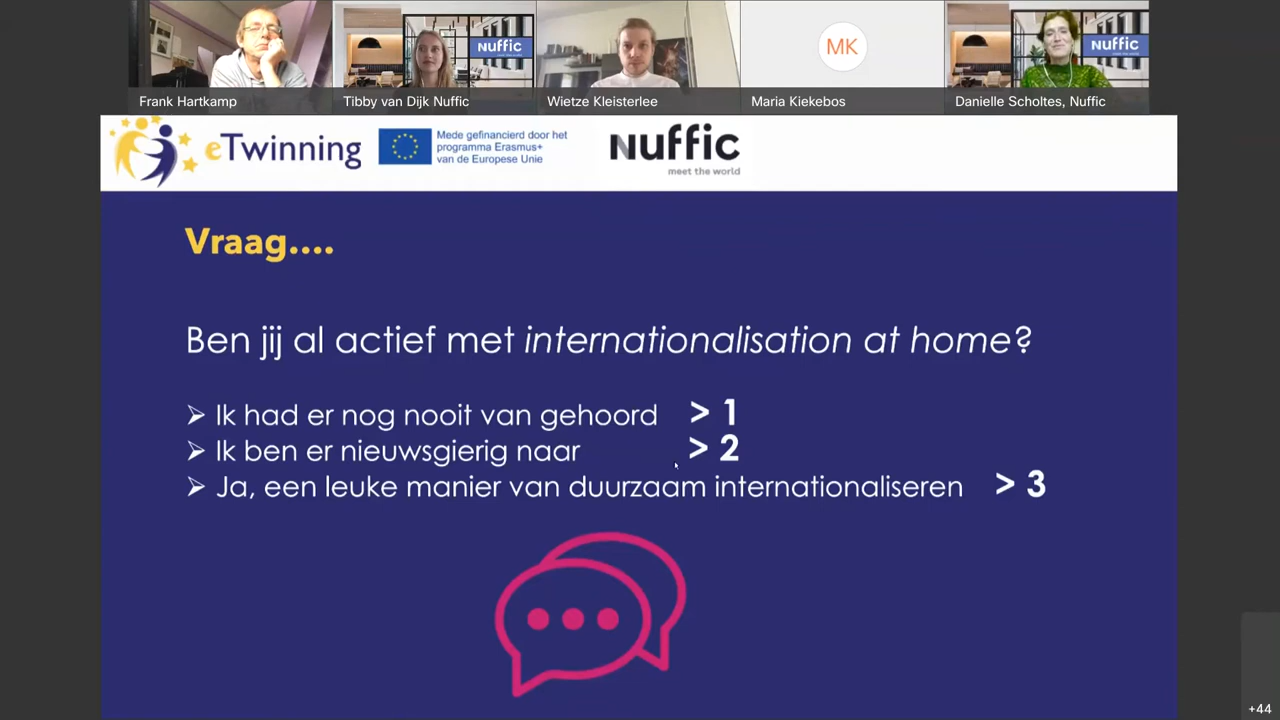 Nuffic
Nuffic
MK
Frank Hartkamp
Tibby van Dijk Nuffic
Wietze Kleisterlee
Maria Kiekebos
Danielle Scholtes, Nuffic
eTwinning
Mede gefinancierd door het
programma Erasmus+
van de Europese Unie
Nuffic
meet the world
Vraag....
Ben jij al actief met internationalisation at home?
➢ Ik had er nog nooit van gehoord > 1
➢ Ik ben er nieuwsgierig naar > 2
➢ Ja, een leuke manier van duurzaam internationaliseren > 3
+44